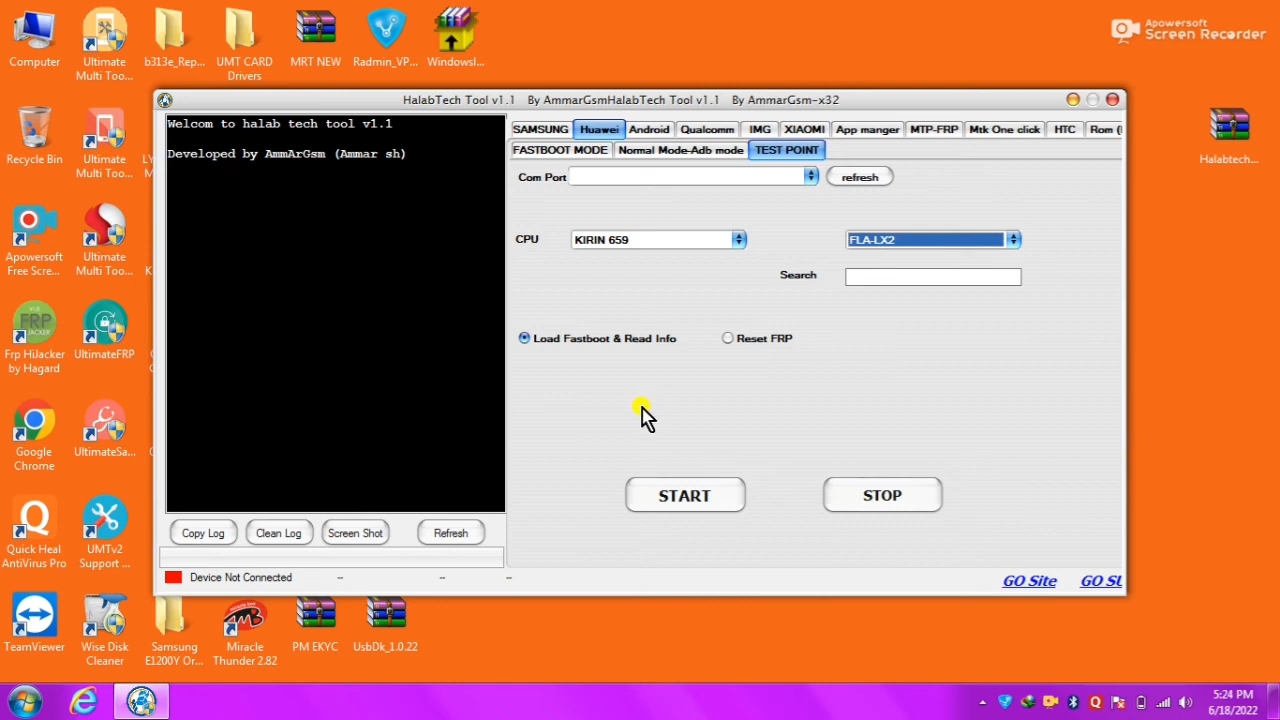 Computer
Ultimate
Multi Too...
b313e_Rep...
UMT CARD
Drivers
MRT NEW
Radmin_VP...
WindowsI...
Apowersoft
Screen Recorder
HalabTech Tool v1.1 By AmmarGsmHalabTech Tool v1.1 By AmmarGsm-x32
Welcom to halab tech tool v1.1
Developed by AmmArGsm (Ammar sh)
SAMSUNG
Huawei
Android
Qualcomm
IMG
XIAOMI
App manger
MTP-FRP
Mtk One click
HTC
Rom (
FASTBOOT MODE
Normal Mode-Adb mode
TEST POINT
Com Port
refresh
CPU
KIRIN 659
FLA-LX2
Search
Load Fastboot & Read Info
Reset FRP
START
STOP
Copy Log
Clean Log
Screen Shot
Refresh
Device Not Connected
--
--
--
GO Site
GO SU
Recycle Bin
Ultimate
Multi Too...
LY
Halabtech...
Apowersoft
Free Scre...
Ultimate
Multi Too...
K
FRP
HIJACKER
Frp HiJacker
by Hagard
UltimateFRP
Google
Chrome
UltimateSa...
Quick Heal
AntiVirus Pro
UMTv2
Support ...
TeamViewer
Wise Disk
Cleaner
Samsung
E1200Y Or...
Miracle
Thunder 2.82
PM EKYC
UsbDk_1.0.22
5:24 PM
6/18/2022